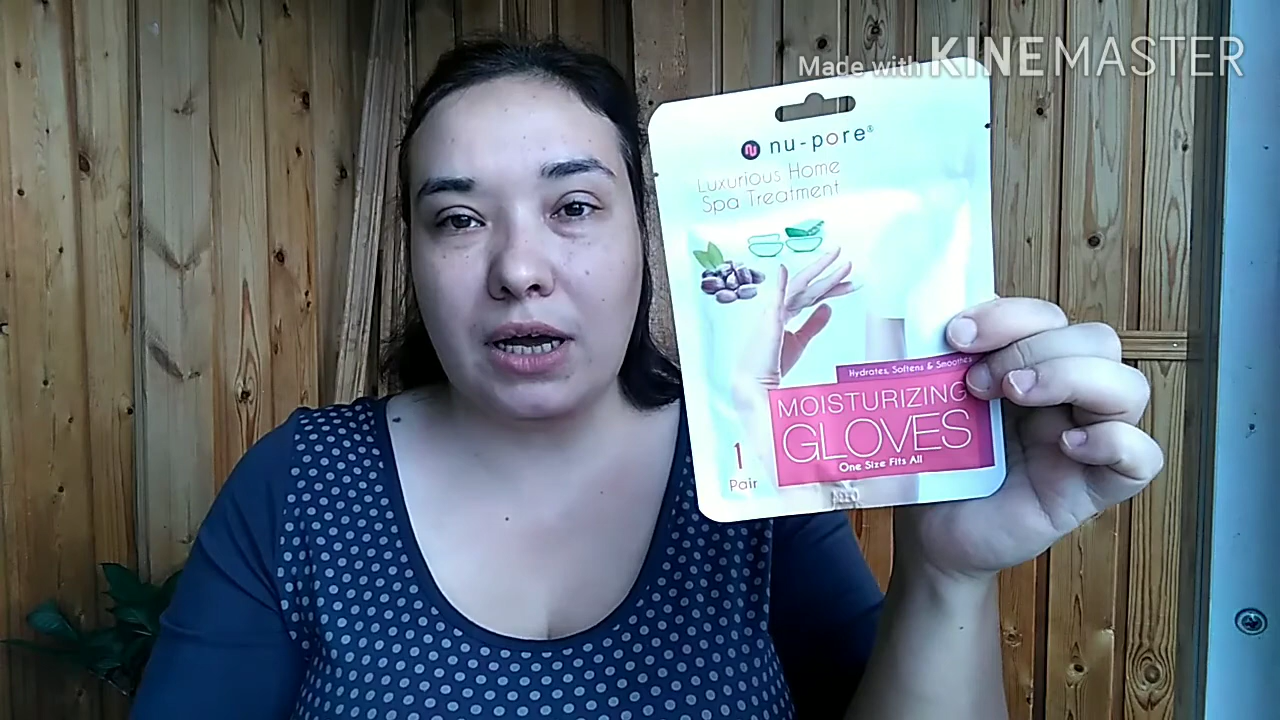 Made with KINEMASTER
nu-pore®
Luxurious Home
Spa Treatment
Hydrates, Softens & Smoothes
MOISTURIZING
GLOVES
One Size Fits All
1
Pair